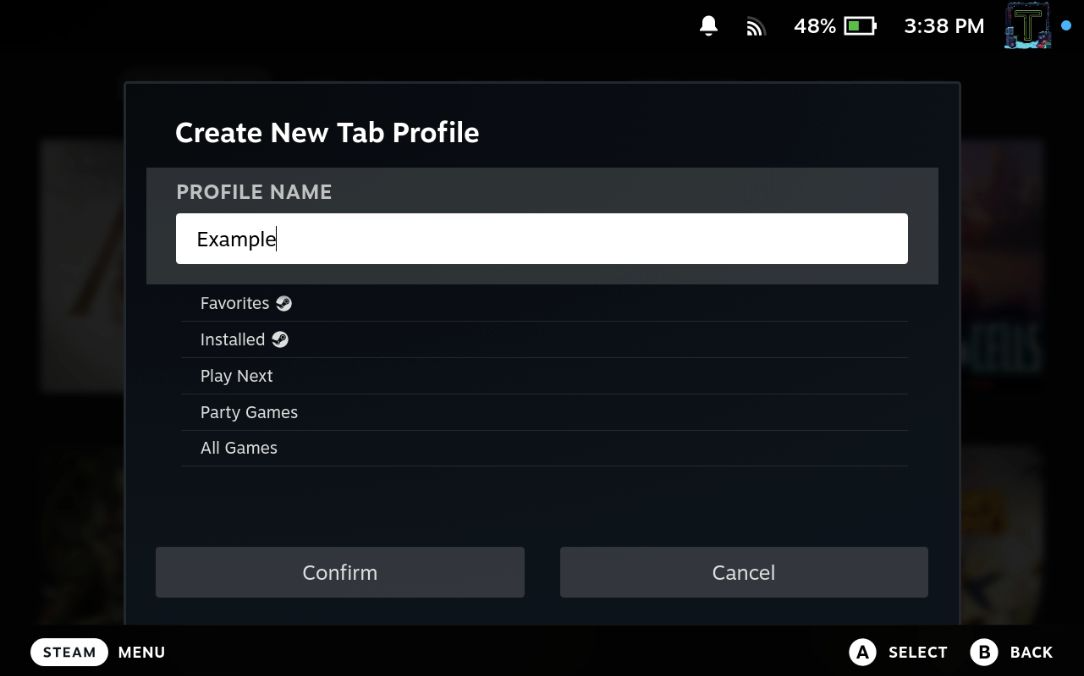 48% 3:38 PM
T
Create New Tab Profile
PROFILE NAME
Example
Favorites
Installed
Play Next
Party Games
All Games
CELLS
Confirm Cancel
STEAM MENU A SELECT B BACK